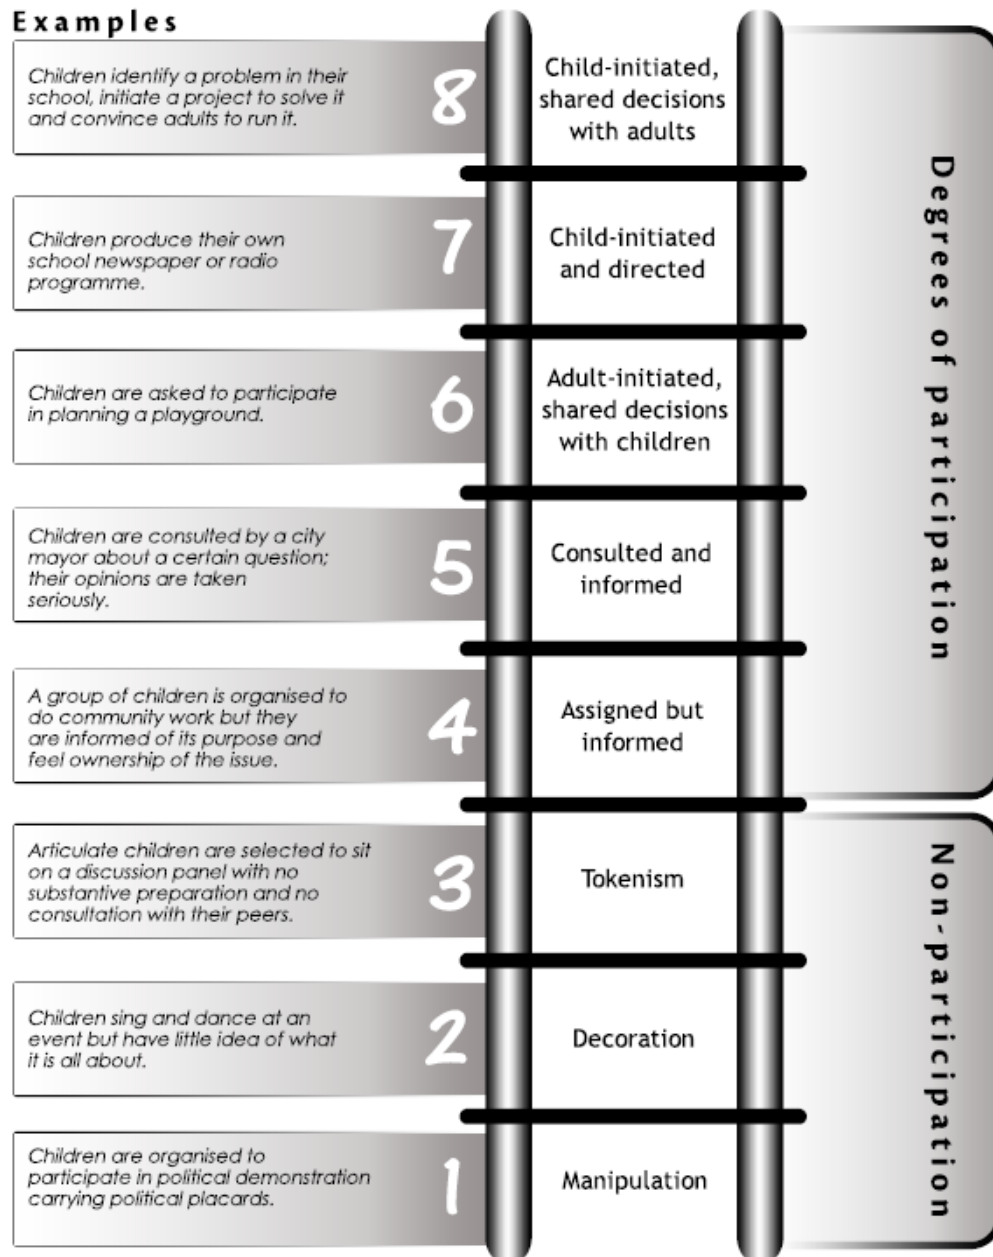 Examples
Children identify a problem in their
school, initiate a project to solve it
and convince adults to run it.
8
Child-initiated,
shared decisions
with adults
Children produce their own
school newspaper or radio
programme.
7
Child-initiated
and directed
Children are asked to participate
in planning a playground.
6
Adult-initiated,
shared decisions
with children
Children are consulted by a city
mayor about a certain question;
their opinions are taken
seriously.
5
Consulted and
informed
A group of children is organised to
do community work but they
are informed of its purpose and
feel ownership of the issue.
4
Assigned but
informed
Degrees of participation
Articulate children are selected to sit
on a discussion panel with no
substantive preparation and no
consultation with their peers.
3
Tokenism
Children sing and dance at an
event but have little idea of what
it is all about.
2
Decoration
Children are organised to
participate in political demonstration
carrying political placards.
1
Manipulation
Non-participation